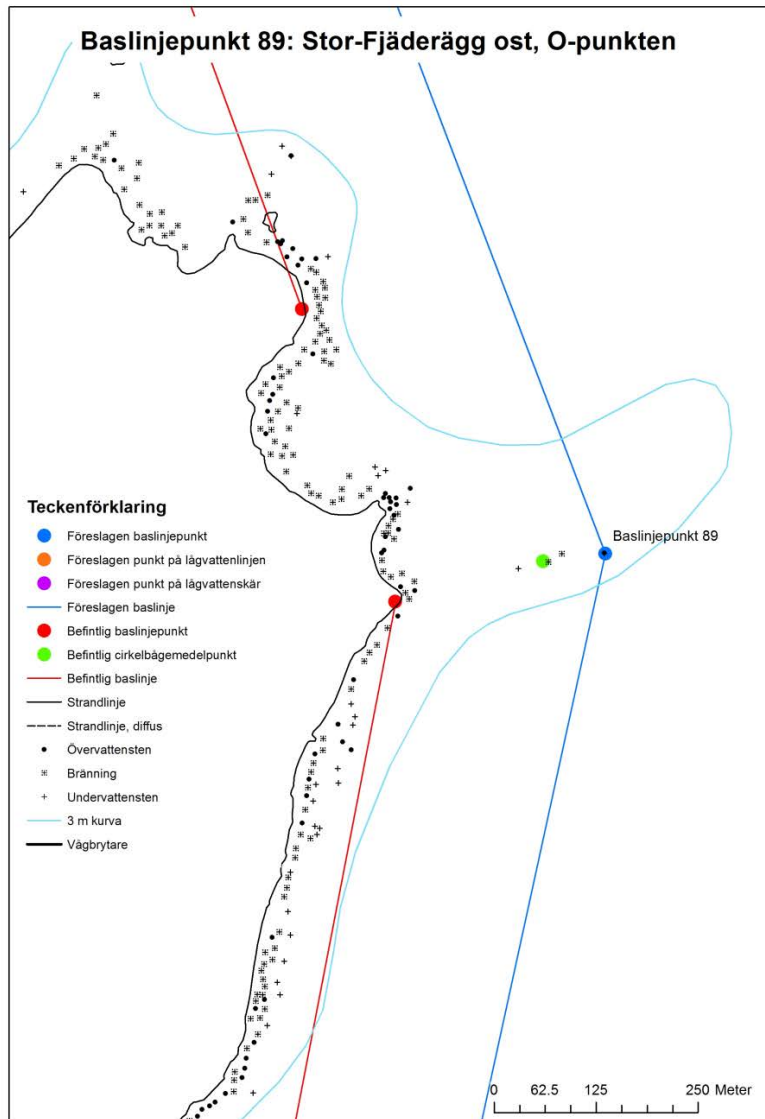 Baslinjepunkt 89: Stor-Fjäderägg ost, O-punkten
Baslinjepunkt 89
Teckenförklaring
Föreslagen baslinjepunkt
Föreslagen punkt på lågvattenlinjen
Föreslagen punkt på lågvattenskär
Föreslagen baslinje
Befintlig baslinjepunkt
Befintlig cirkelbågemedelpunkt
Befintlig baslinje
Strandlinje
Strandlinje, diffus
Övervattensten
Bränning
Undervattensten
3 m kurva
Vågbrytare
0 62.5 125 250 Meter